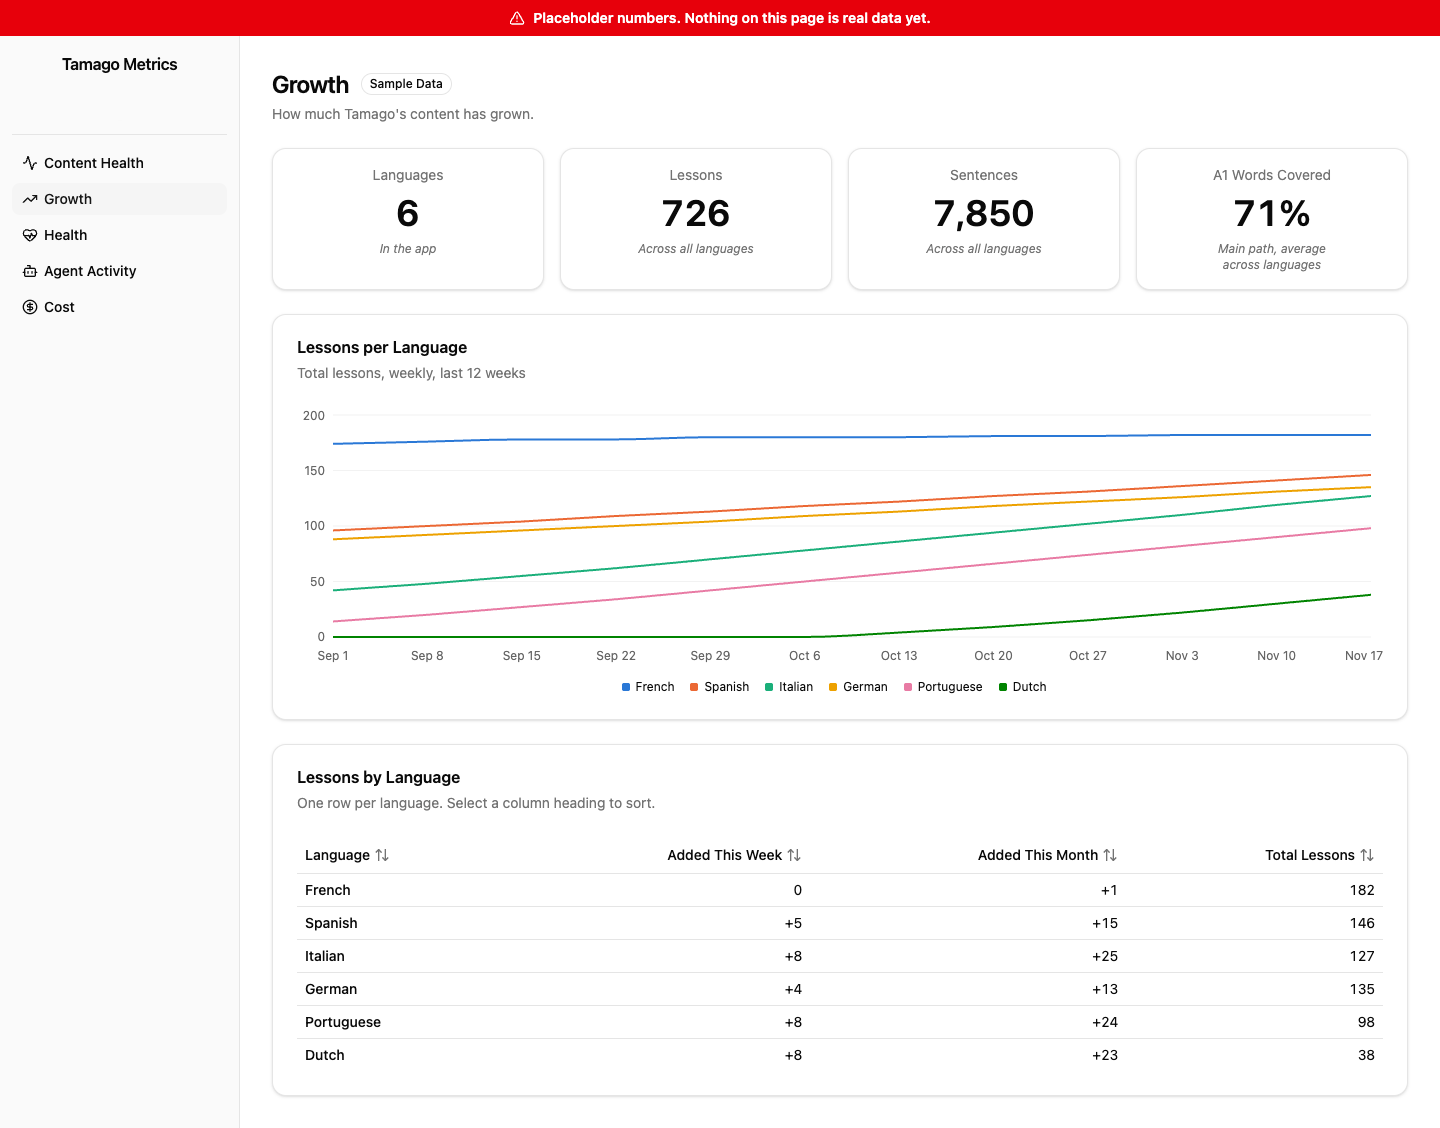 Placeholder numbers. Nothing on this page is real data yet.
Tamago Metrics
Content Health
Growth
Health
Agent Activity
Cost
Growth
Sample Data
How much Tamago's content has grown.
Languages
6
In the app
Lessons
726
Across all languages
Sentences
7,850
Across all languages
A1 Words Covered
71%
Main path, average
across languages
Lessons per Language
Total lessons, weekly, last 12 weeks
200
150
100
50
0
Sep 1 Sep 8 Sep 15 Sep 22 Sep 29 Oct 6 Oct 13 Oct 20 Oct 27 Nov 3 Nov 10 Nov 17
French Spanish Italian German Portuguese Dutch
Lessons by Language
One row per language. Select a column heading to sort.
Language Added This Week Added This Month Total Lessons
French 0 +1 182
Spanish +5 +15 146
Italian +8 +25 127
German +4 +13 135
Portuguese +8 +24 98
Dutch +8 +23 38